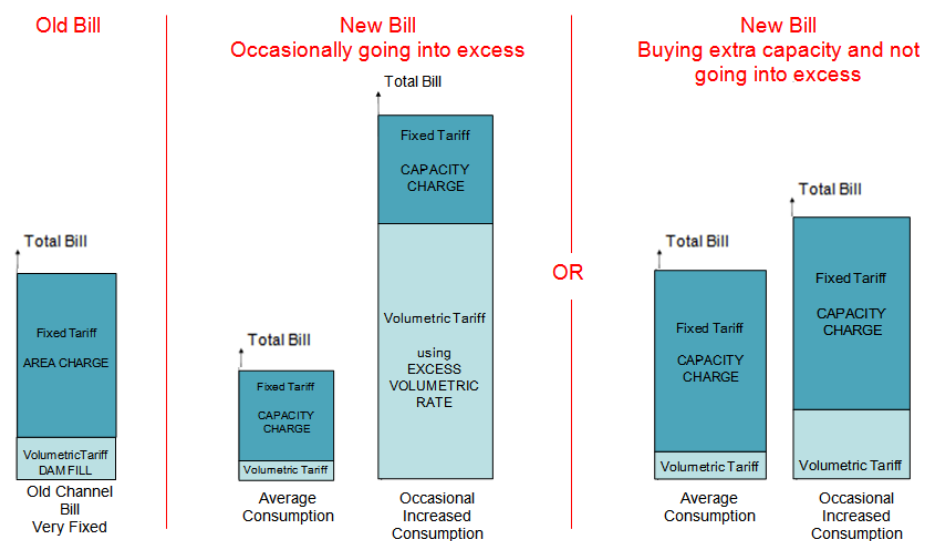 Old Bill
Total Bill
Fixed Tariff
AREA CHARGE
VolumetricTariff
DAM FILL
Old Channel
Bill
Very Fixed
New Bill
Occasionally going into excess
Total Bill
Fixed Tariff
CAPACITY
CHARGE
Volumetric Tariff
Average
Consumption
Total Bill
Fixed Tariff
CAPACITY
CHARGE
Volumetric Tariff
using
EXCESS
VOLUMETRIC
RATE
Occasional
Increased
Consumption
OR
New Bill
Buying extra capacity and not
going into excess
Total Bill
Fixed Tariff
CAPACITY
CHARGE
Volumetric Tariff
Average
Consumption
Total Bill
Fixed Tariff
CAPACITY
CHARGE
Volumetric Tariff
Occasional
Increased
Consumption